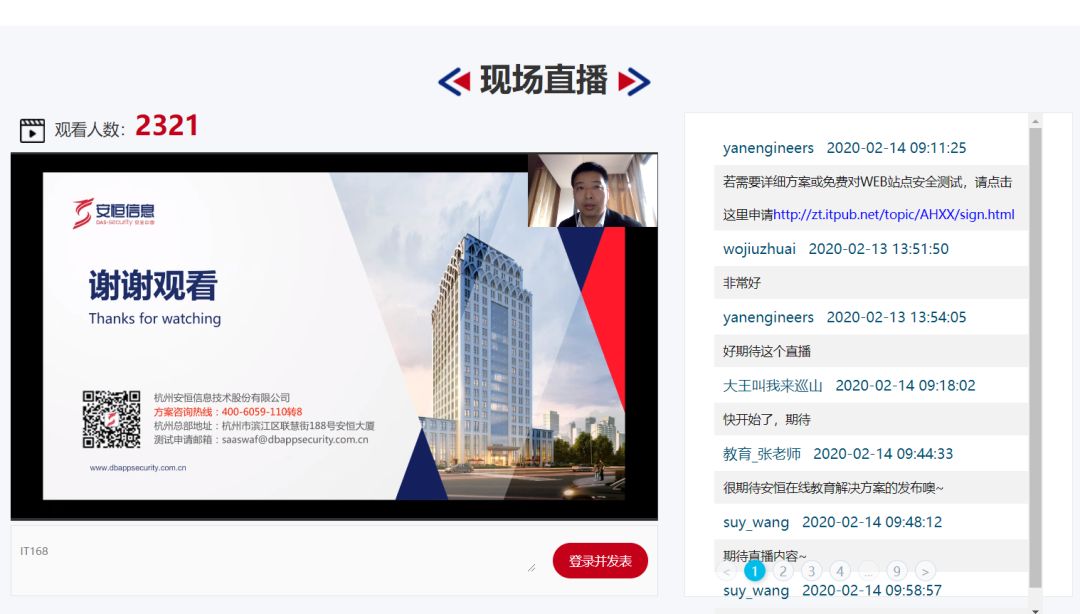 现场直播
观看人数：2321
安恒信息
DAS-security 安全中国
谢谢观看
Thanks for watching
杭州安恒信息技术股份有限公司
方案咨询热线：400-6059-110转8
杭州总部地址：杭州市滨江区联慧街188号安恒大厦
测试申请邮箱：saaswaf@dbappsecurity.com.cn
www.dbappsecurity.com.cn
IT168
登录并发表
yanengineers 2020-02-14 09:11:25
若需要详细方案或免费对WEB站点安全测试，请点击
这里申请http://zt.itpub.net/topic/AHXX/sign.html
wojiuzhuai 2020-02-13 13:51:50
非常好
yanengineers 2020-02-13 13:54:05
好期待这个直播
大王叫我来巡山 2020-02-14 09:18:02
快开始了，期待
教育_张老师 2020-02-14 09:44:33
很期待安恒在线教育解决方案的发布噢~
suy_wang 2020-02-14 09:48:12
期待直播内容~
< 1 2 3 4 ... 9 >
suy_wang 2020-02-14 09:58:57